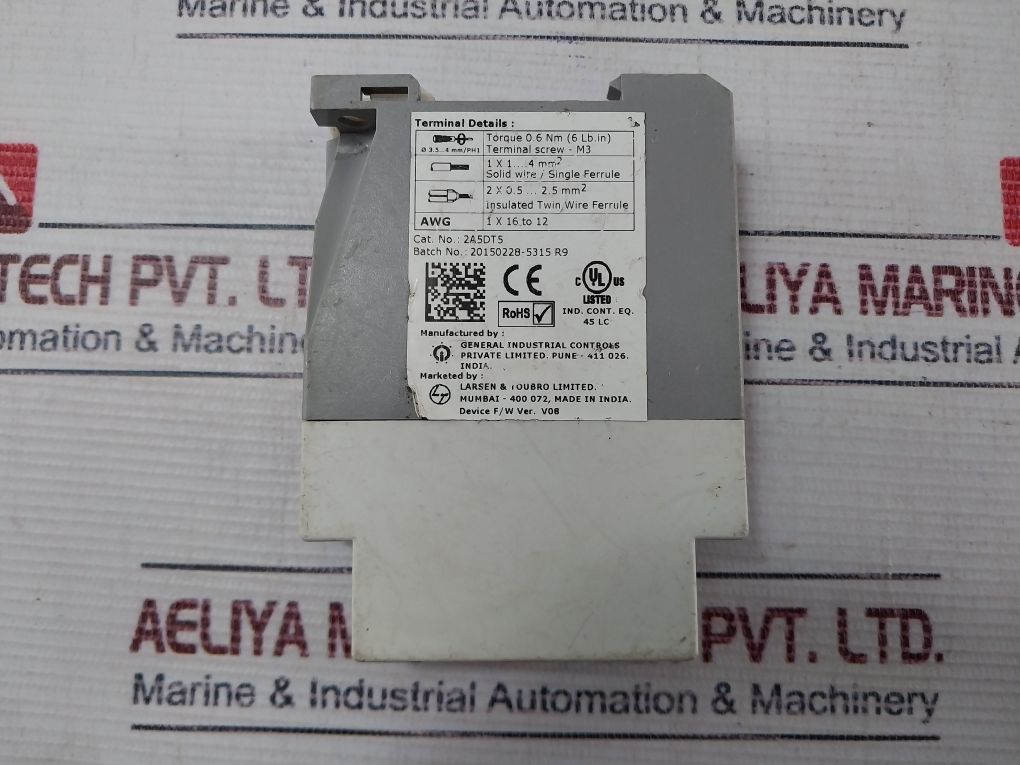 Marine & Industrial Automation & Machinery
Terminal Details :
Ø 3.5...4 mm/PH1
Torque 0.6 Nm (6 Lb.in)
Terminal screw - M3
1 X 1....4 mm²
Solid wire / Single Ferrule
2 X 0.5 ... 2.5 mm²
Insulated Twin Wire Ferrule
AWG 1 X 16 to 12
Cat. No.: 2A5DT5
Batch No.: 20150228-5315 R9
CE
C UL US
LISTED
IND. CONT. EQ.
45 LC
RoHS
Manufactured by :
GENERAL INDUSTRIAL CONTROLS
PRIVATE LIMITED. PUNE - 411 026.
INDIA.
Marketed by :
LARSEN & TOUBRO LIMITED.
MUMBAI - 400 072, MADE IN INDIA.
Device F/W Ver. V08
TECH PVT. LT
omation & Machin
LIYA MARIN
ine & Industrial A
AELIYA M PVT. LTD.
Marine & Industrial Automation & Machinery